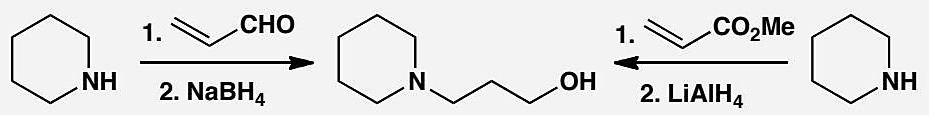 1. CHO
NH
2. NaBH4
N
OH
1. CO2Me
2. LiAlH4
NH